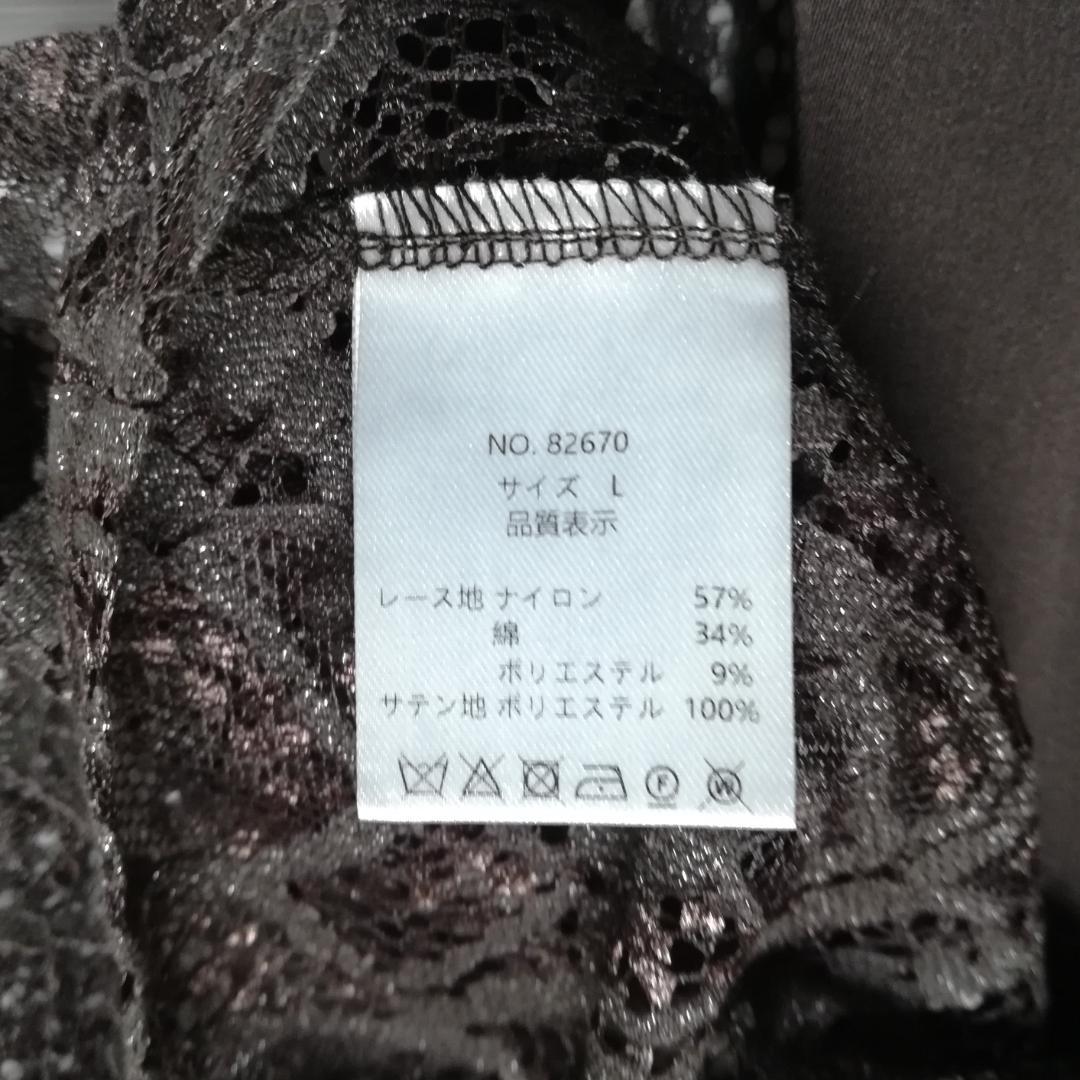 NO. 82670
サイズ L
品質表示
レース地 ナイロン 57%
綿 34%
ポリエステル 9%
サテン地 ポリエステル 100%
F W